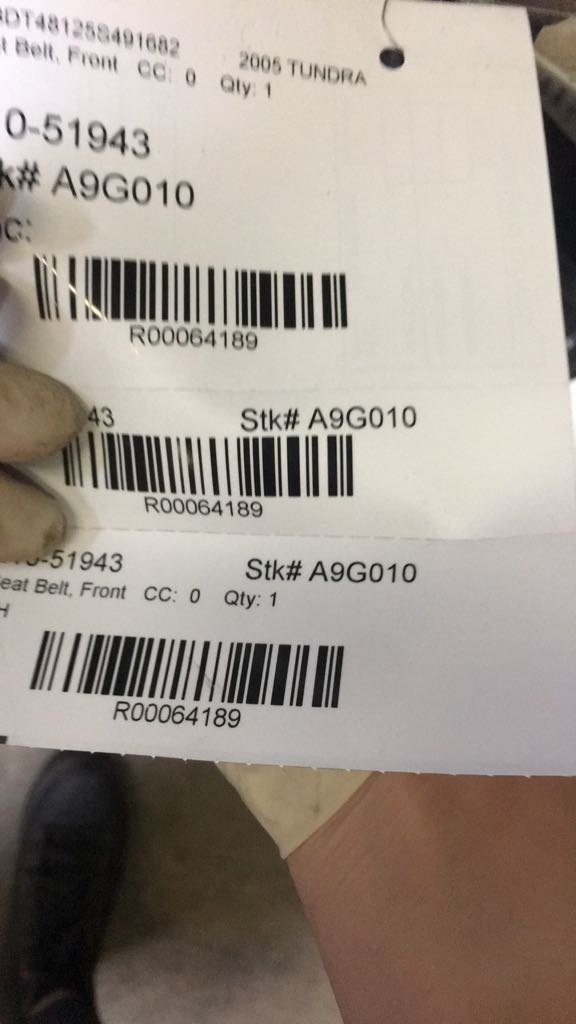 DT48125S491682 2005 TUNDRA
t Belt, Front CC: 0 Qty: 1
0-51943
k# A9G010
C:
R00064189
43 Stk# A9G010
R00064189
-51943 Stk# A9G010
eat Belt, Front CC: 0 Qty: 1
H
R00064189